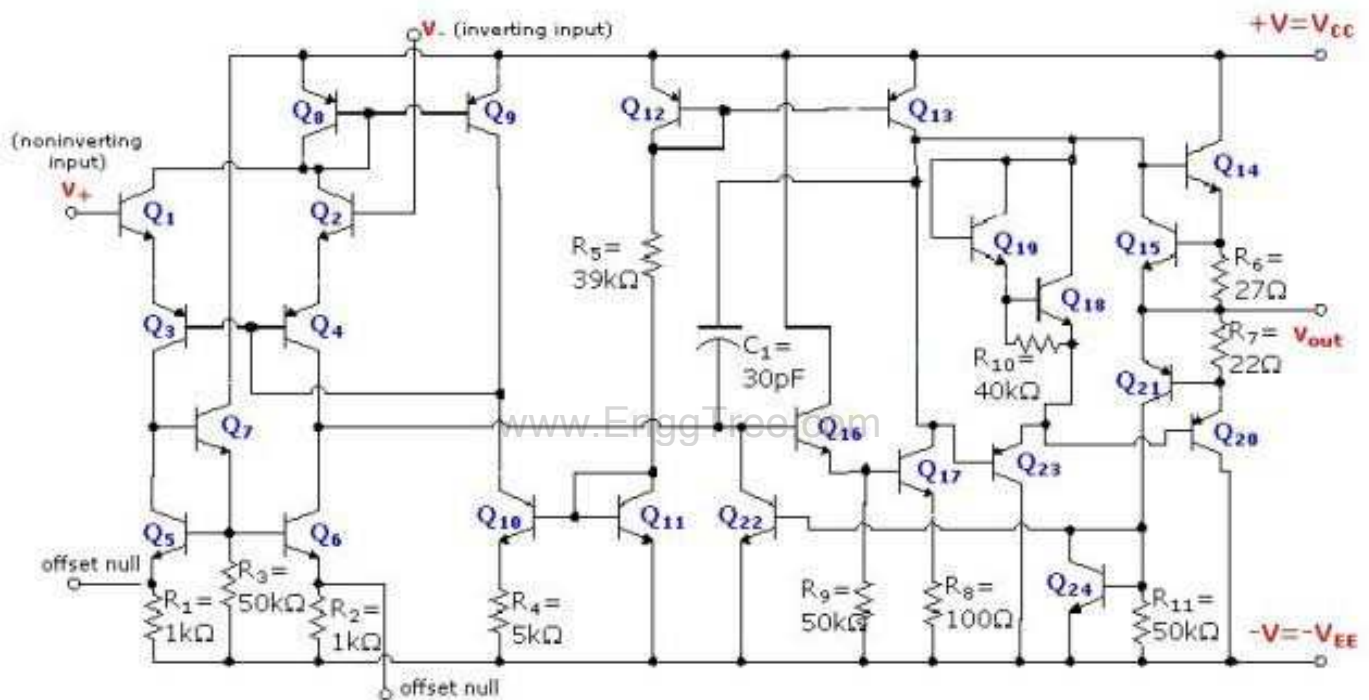 V- (inverting input)
+V=VCC
Q8
Q9
Q12
Q13
(noninverting
input)
V+
Q1
Q2
Q14
Q19
Q15
R5=
39kΩ
R6=
27Ω
Q18
Q3
Q4
Vout
R7=
22Ω
C1=
30pF
R10=
40kΩ
Q21
www.EnggTree.com
Q7
Q16
Q20
Q17
Q23
Q5
Q6
Q10
Q11
Q22
offset null
R3=
50kΩ
Q24
R1=
1kΩ
R2=
1kΩ
R4=
5kΩ
R9=
50kΩ
R8=
100Ω
R11=
50kΩ
-V=-VEE
offset null